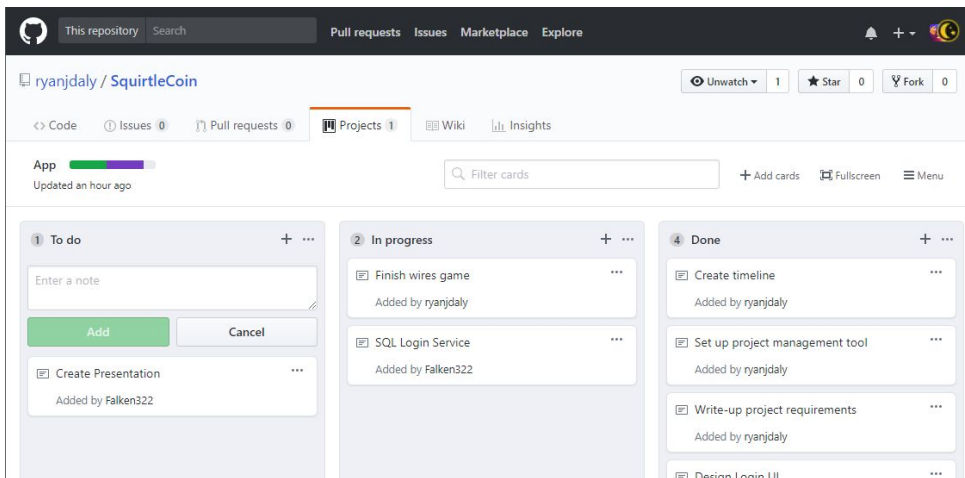 This repository Search Pull requests Issues Marketplace Explore
ryanjdaly / SquirtleCoin Unwatch 1 Star 0 Fork 0
<> Code Issues 0 Pull requests 0 Projects 1 Wiki Insights
App
Updated an hour ago
Filter cards
+ Add cards Fullscreen Menu
1 To do + ...
Enter a note
Add Cancel
Create Presentation ...
Added by Falken322
2 In progress + ...
Finish wires game ...
Added by ryanjdaly
SQL Login Service ...
Added by Falken322
4 Done + ...
Create timeline ...
Added by ryanjdaly
Set up project management tool ...
Added by ryanjdaly
Write-up project requirements ...
Added by ryanjdaly
Design Login UI ...